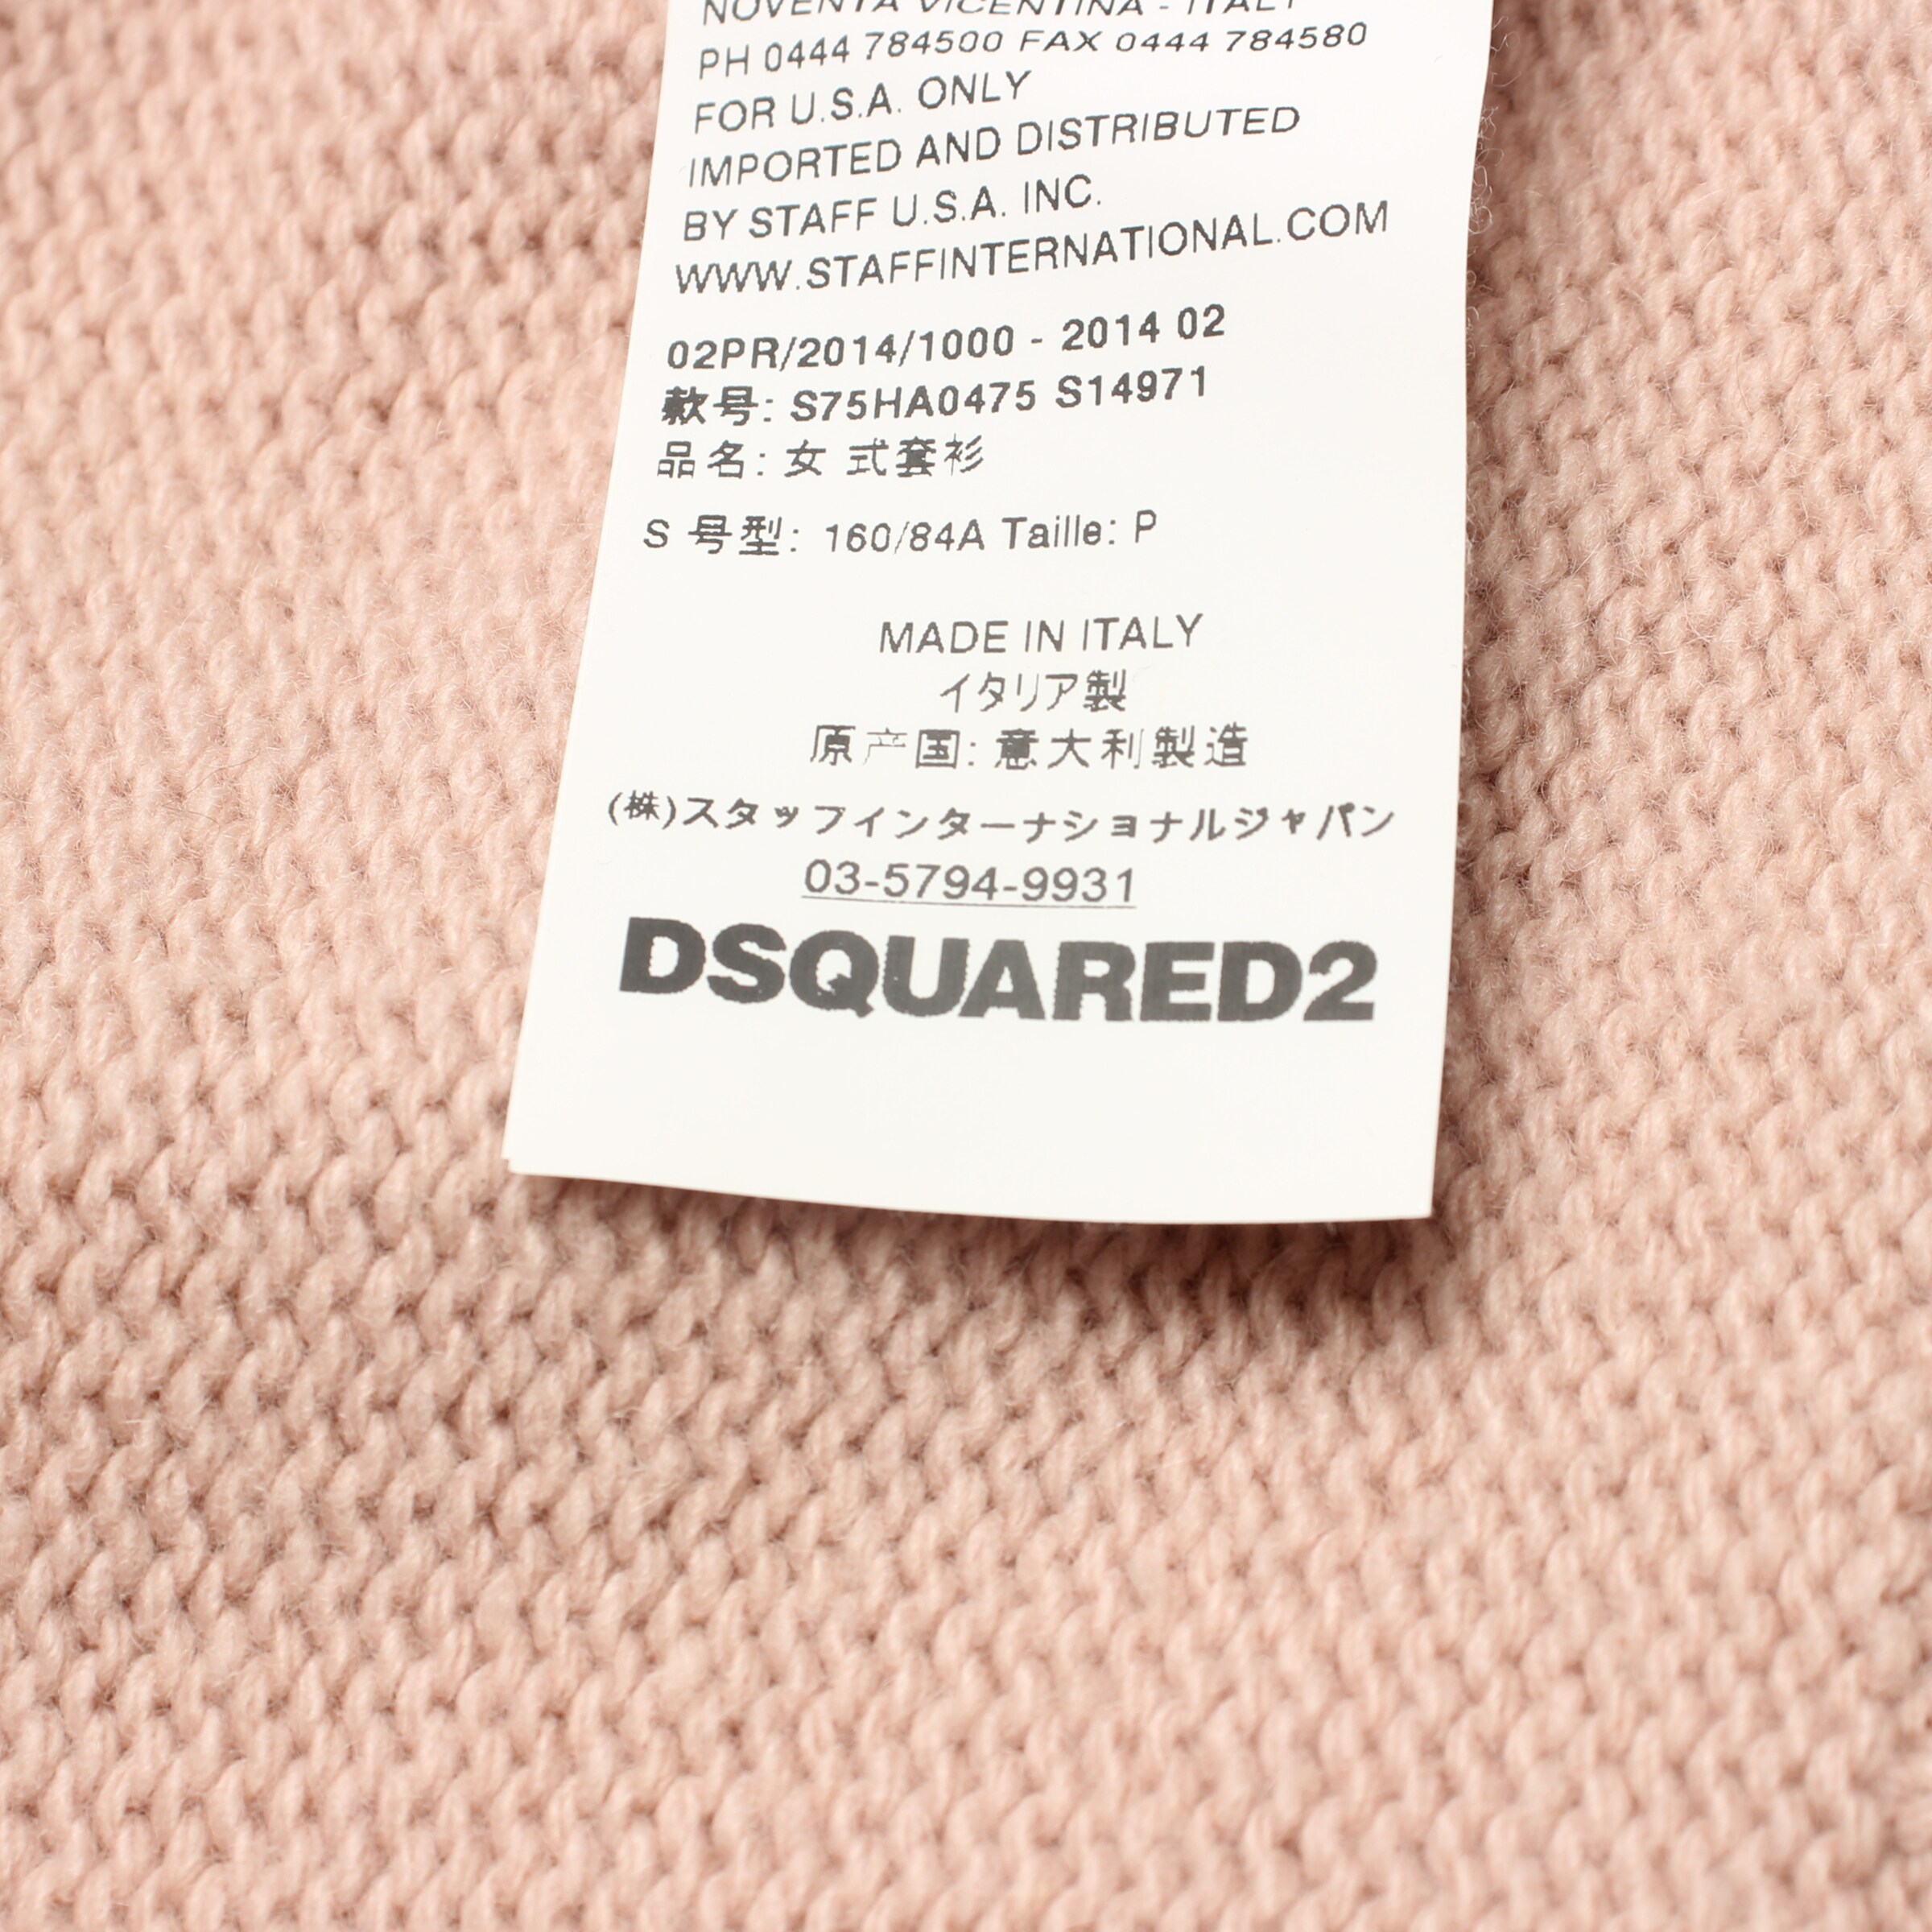 NOVENTA VICENTINA - ITALY
PH 0444 784500 FAX 0444 784580
FOR U.S.A. ONLY
IMPORTED AND DISTRIBUTED
BY STAFF U.S.A. INC.
WWW.STAFFINTERNATIONAL.COM
02PR/2014/1000 - 2014 02
款号: S75HA0475 S14971
品名: 女 式套衫
S 号型: 160/84A Taille: P
MADE IN ITALY
イタリア製
原产国: 意大利製造
(株)スタッフインターナショナルジャパン
03-5794-9931
DSQUARED2